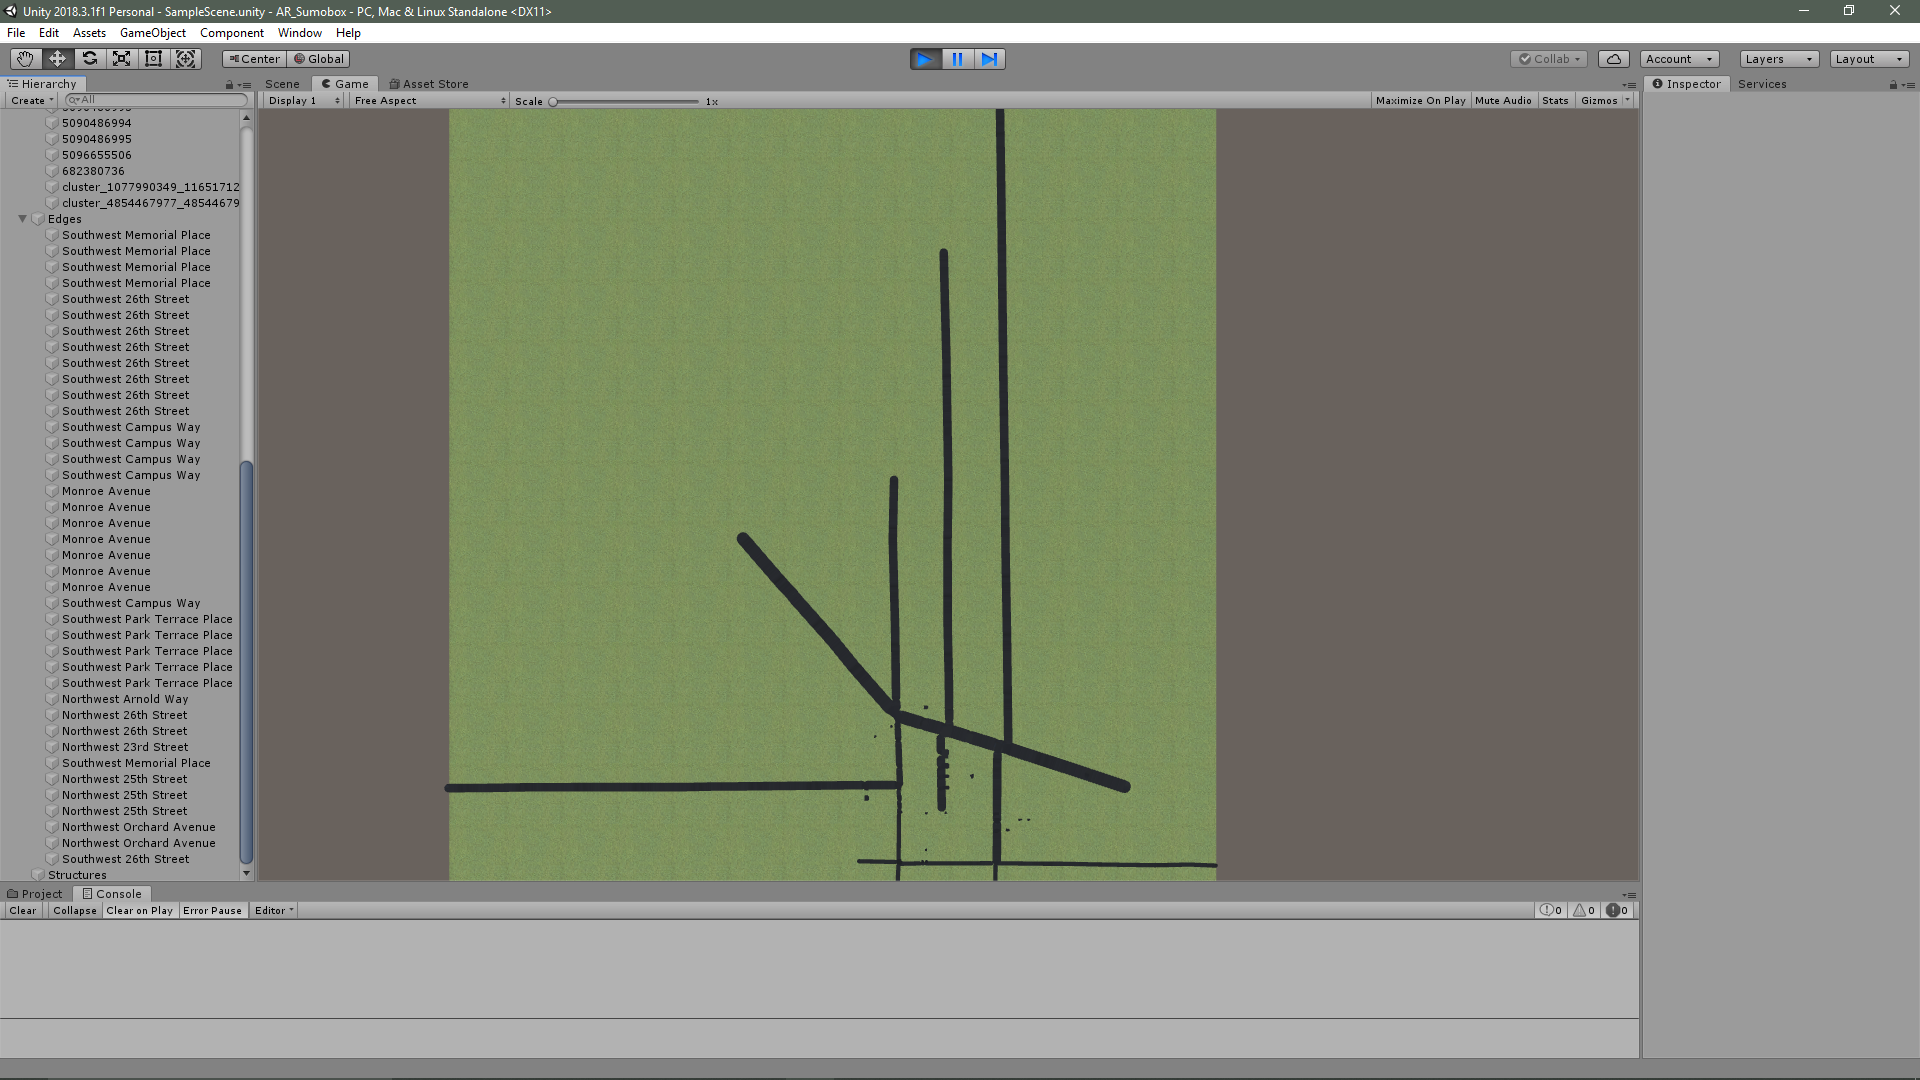 Unity 2018.3.1f1 Personal - SampleScene.unity - AR_Sumobox - PC, Mac & Linux Standalone <DX11>
File Edit Assets GameObject Component Window Help
Center Global Collab Account Layers Layout
Hierarchy Scene Game Asset Store Inspector Services
Create All Display 1 Free Aspect Scale 1x Maximize On Play Mute Audio Stats Gizmos
5090486994
5090486995
5096655506
682380736
cluster_1077990349_11651712
cluster_4854467977_48544679
Edges
Southwest Memorial Place
Southwest Memorial Place
Southwest Memorial Place
Southwest Memorial Place
Southwest 26th Street
Southwest 26th Street
Southwest 26th Street
Southwest 26th Street
Southwest 26th Street
Southwest 26th Street
Southwest 26th Street
Southwest 26th Street
Southwest Campus Way
Southwest Campus Way
Southwest Campus Way
Southwest Campus Way
Monroe Avenue
Monroe Avenue
Monroe Avenue
Monroe Avenue
Monroe Avenue
Monroe Avenue
Monroe Avenue
Southwest Campus Way
Southwest Park Terrace Place
Southwest Park Terrace Place
Southwest Park Terrace Place
Southwest Park Terrace Place
Southwest Park Terrace Place
Northwest Arnold Way
Northwest 26th Street
Northwest 26th Street
Northwest 23rd Street
Southwest Memorial Place
Northwest 25th Street
Northwest 25th Street
Northwest 25th Street
Northwest Orchard Avenue
Northwest Orchard Avenue
Southwest 26th Street
Structures
Project Console
Clear Collapse Clear on Play Error Pause Editor 0 0 0